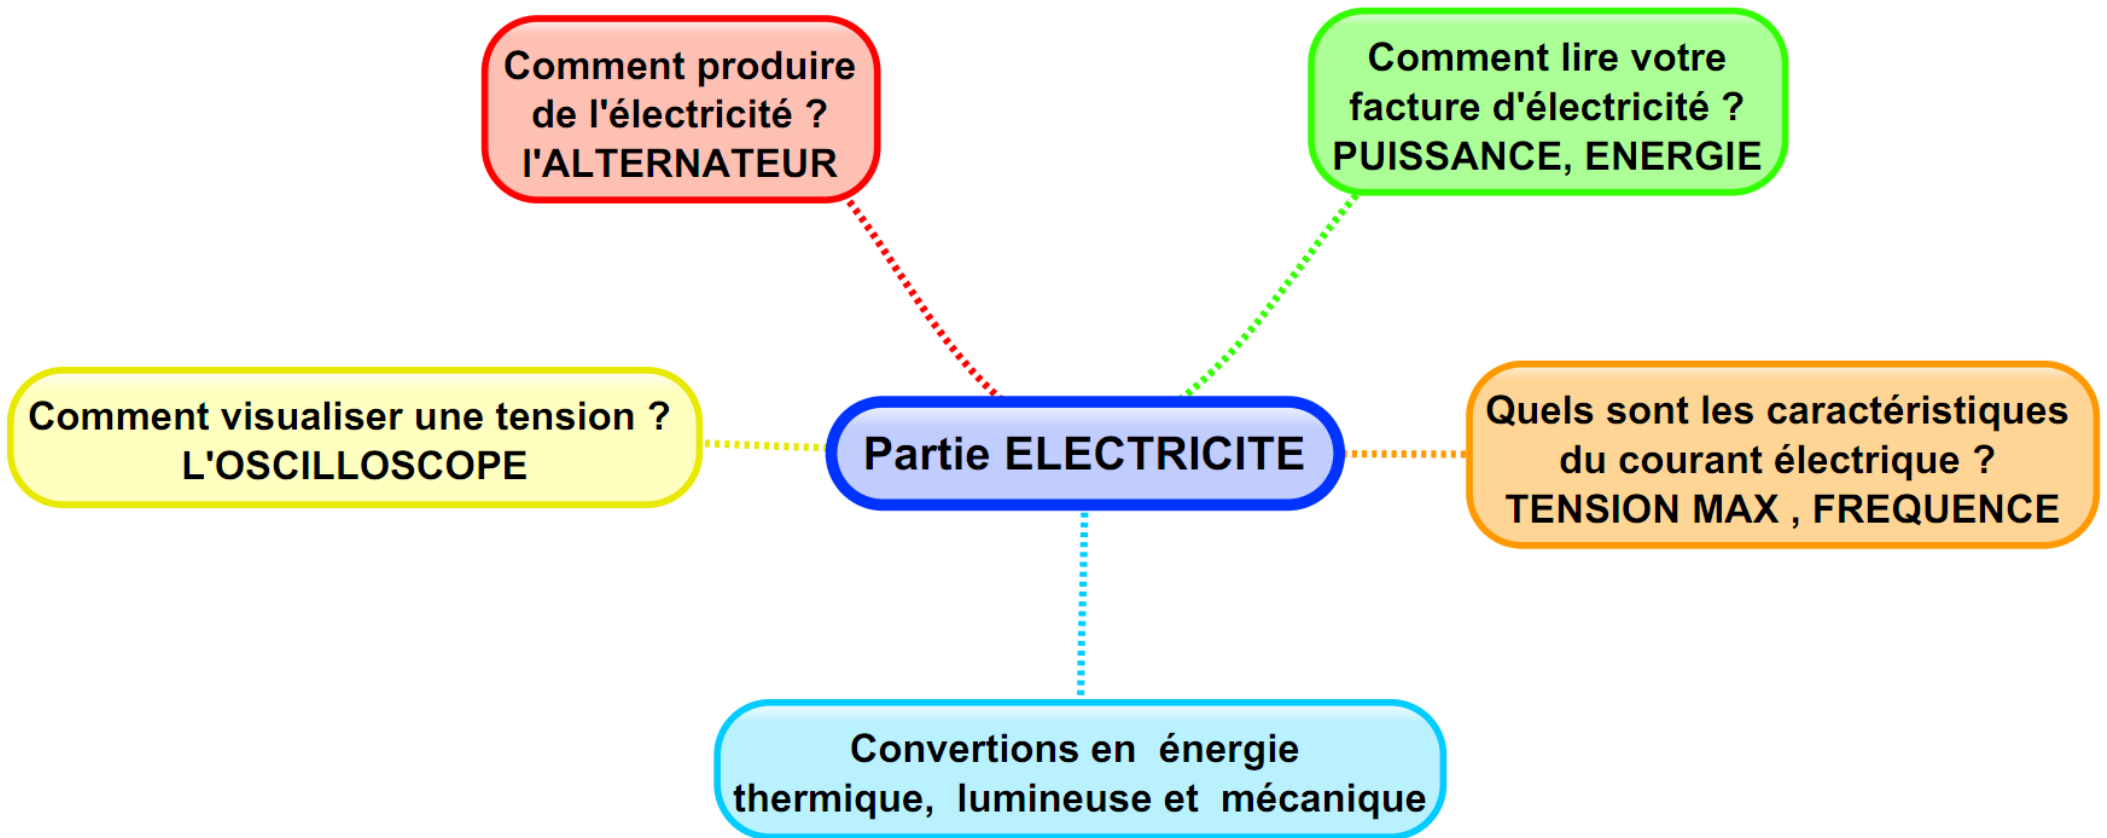 Comment produire
de l'électricité ?
l'ALTERNATEUR
Comment lire votre
facture d'électricité ?
PUISSANCE, ENERGIE
Comment visualiser une tension ?
L'OSCILLOSCOPE
Partie ELECTRICITE
Quels sont les caractéristiques
du courant électrique ?
TENSION MAX , FREQUENCE
Convertions en  énergie
thermique,  lumineuse et  mécanique